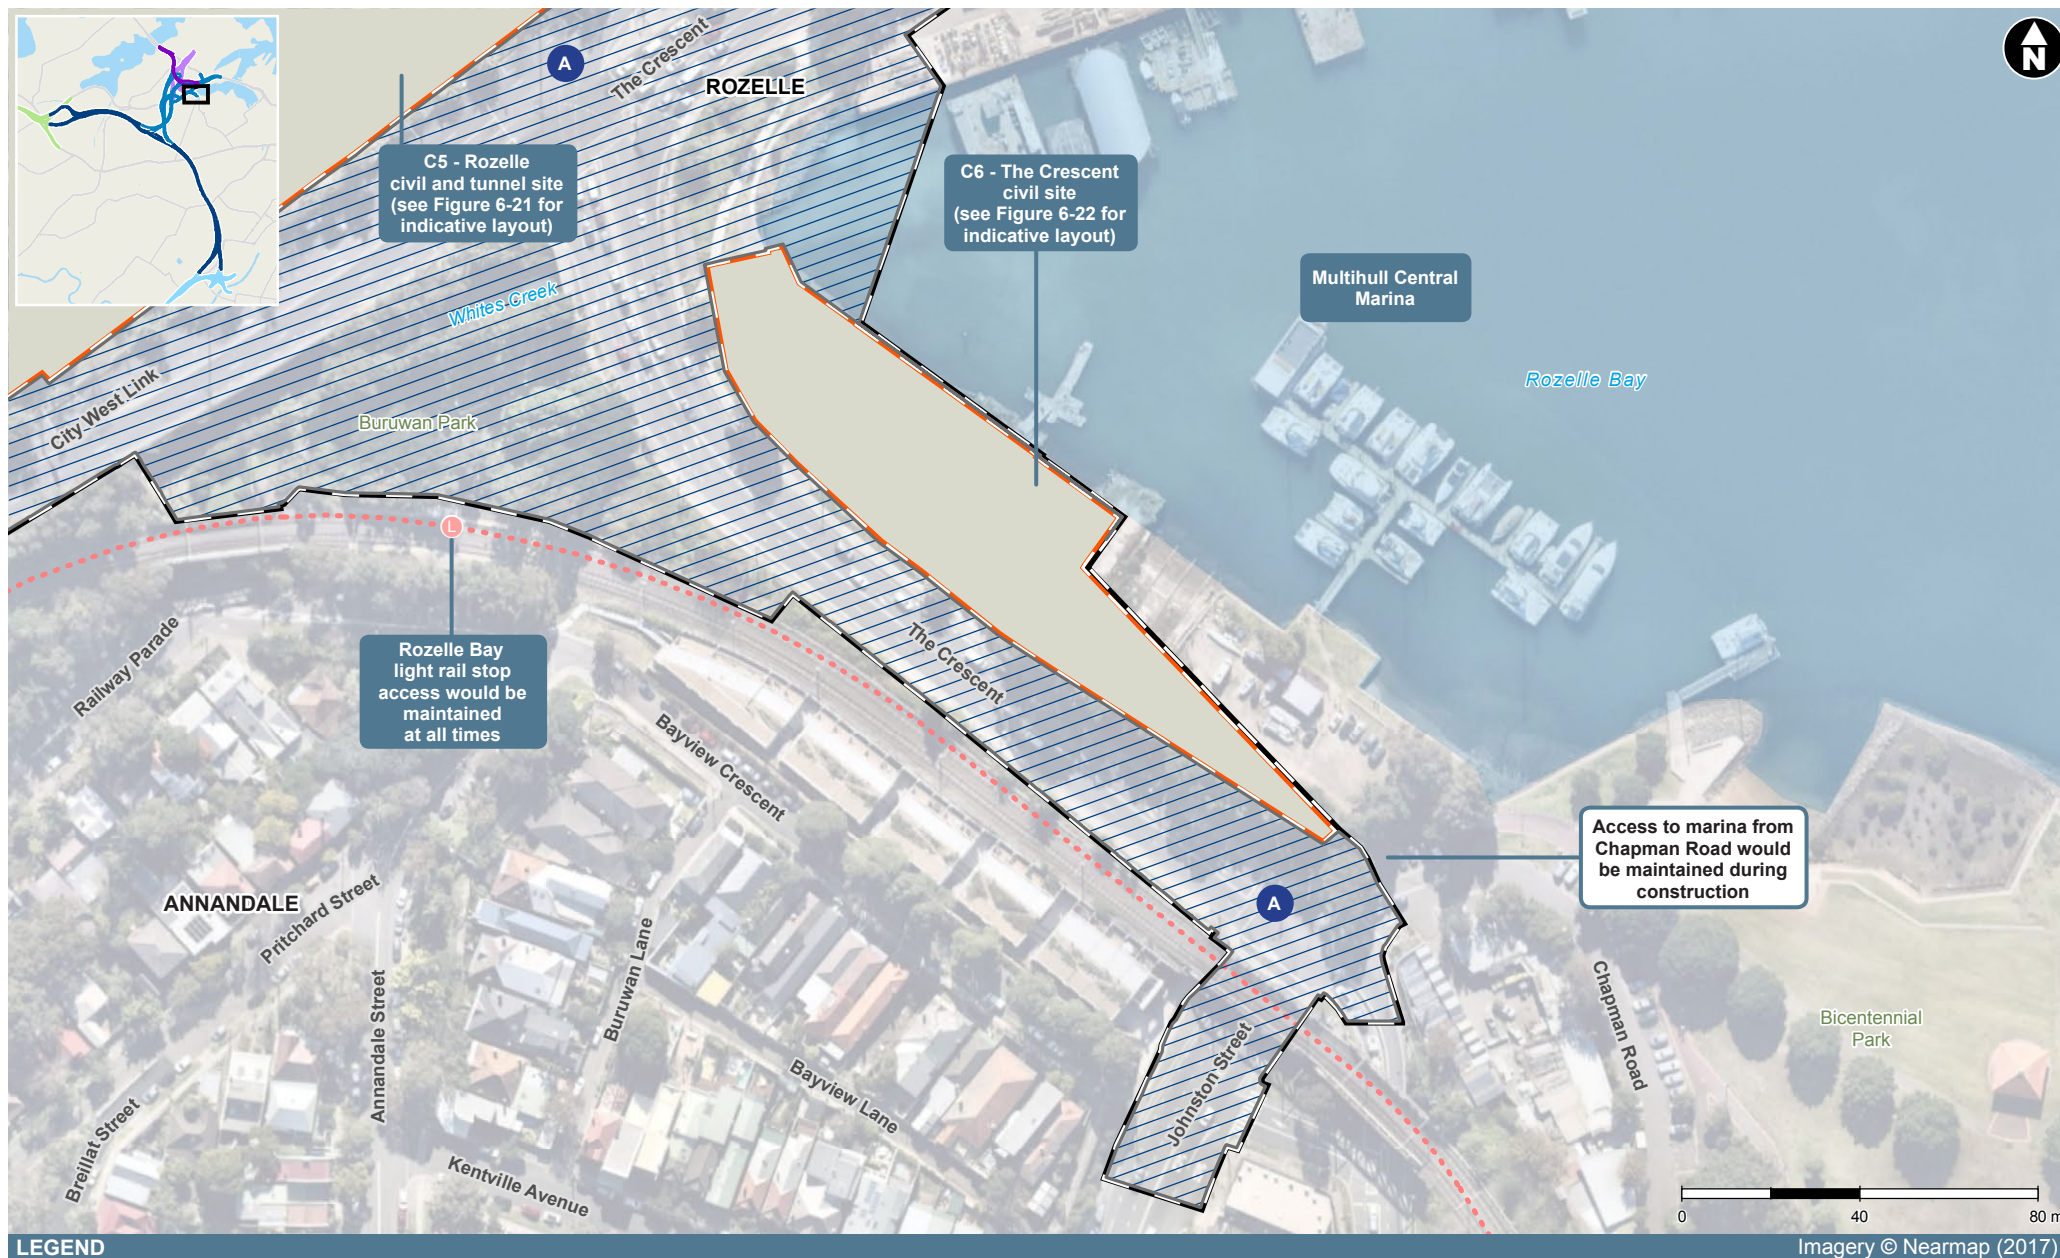 N
A
The Crescent
ROZELLE
C5 - Rozelle
civil and tunnel site
(see Figure 6-21 for
indicative layout)
C6 - The Crescent
civil site
(see Figure 6-22 for
indicative layout)
Multihull Central
Marina
Whites Creek
Rozelle Bay
City West Link
Buruwan Park
L
Rozelle Bay
light rail stop
access would be
maintained
at all times
Railway Parade
The Crescent
Bayview Crescent
Access to marina from
Chapman Road would
be maintained during
construction
ANNANDALE
Pritchard Street
A
Annandale Street
Buruwan Lane
Chapman Road
Bicentennial
Park
Johnston Street
Bayview Lane
Breillat Street
Kentville Avenue
0 40 80 m
LEGEND
Imagery © Nearmap (2017)